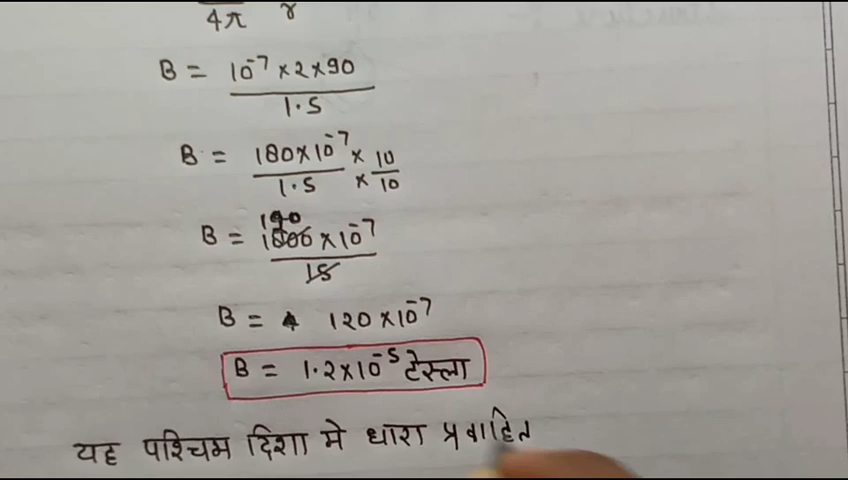 4π r
B = 10⁻⁷ × 2 × 90
1.5
B = 180 × 10⁻⁷ × 10
1.5 × 10
B = 1800 × 10⁻⁷
15
B = 120 × 10⁻⁷
B = 1.2 × 10⁻⁵ टेस्ला
यह पश्चिम दिशा मे धारा प्रवाहित